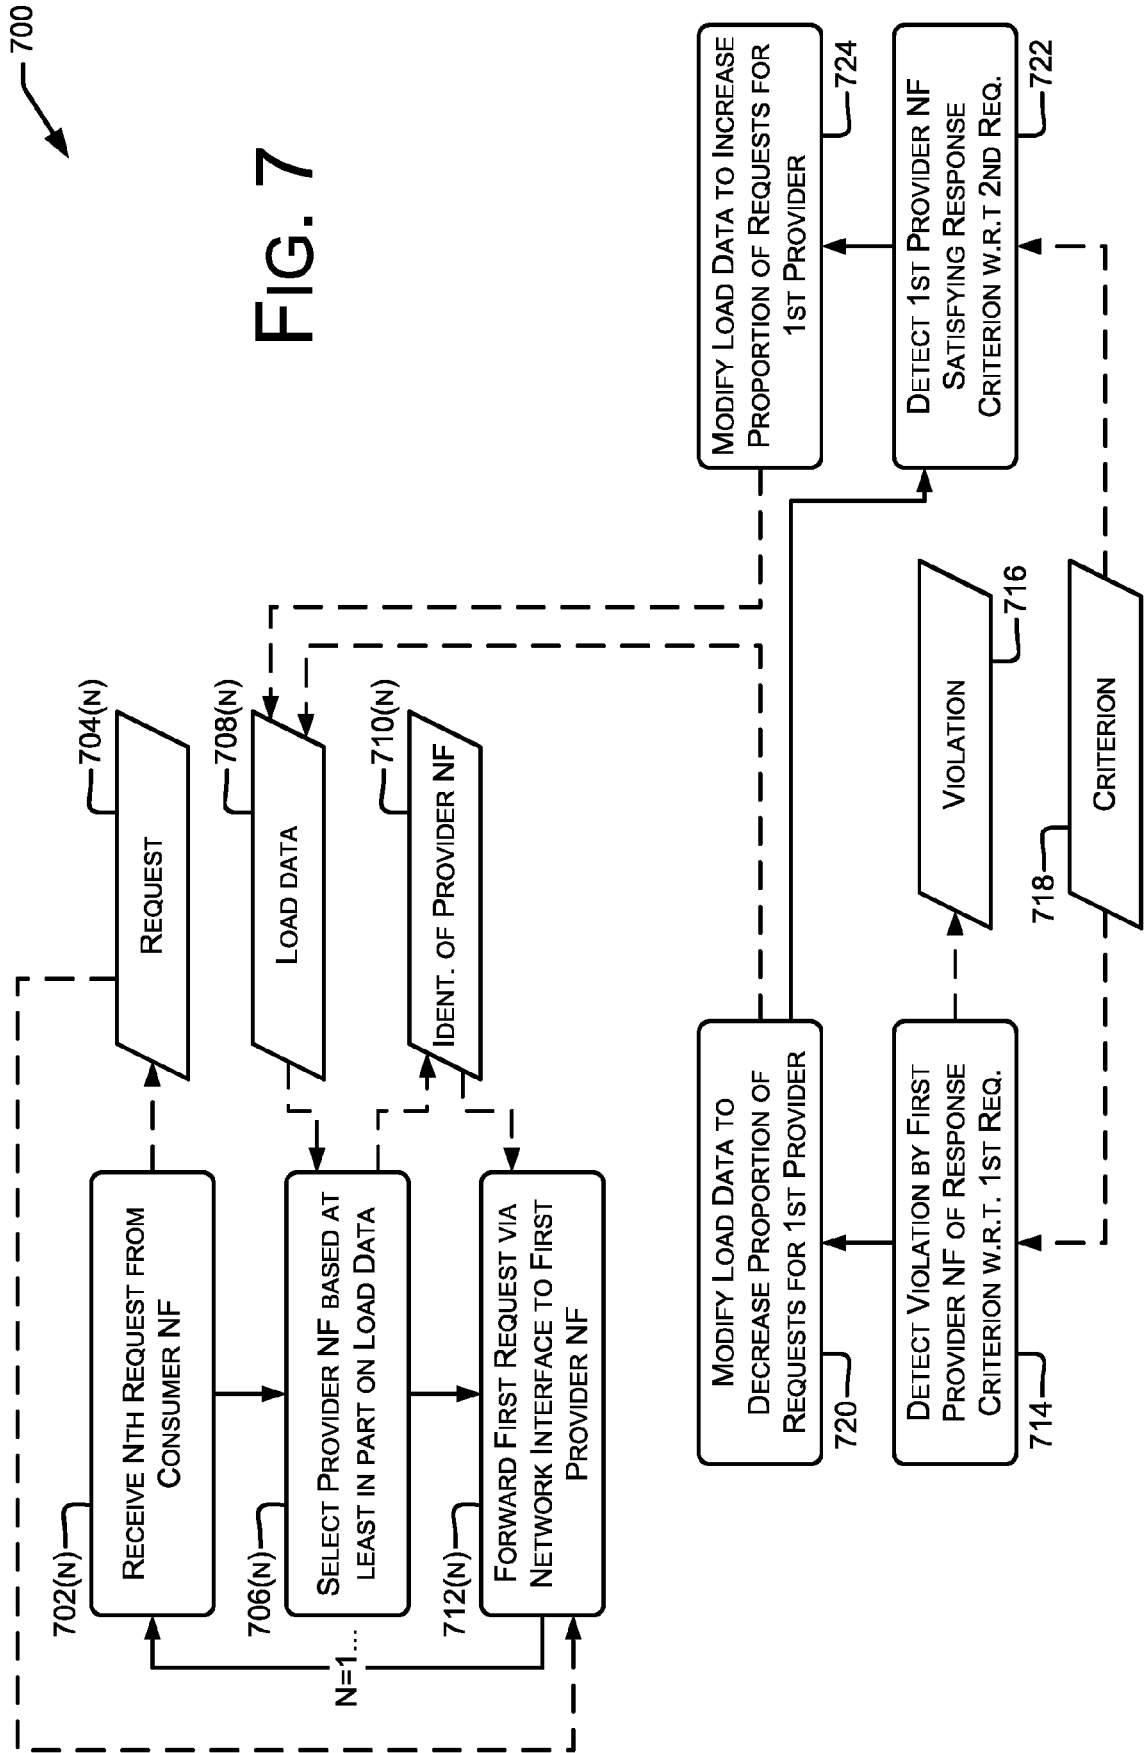 700
FIG. 7
702(N)
RECEIVE NTH REQUEST FROM
CONSUMER NF
704(N)
REQUEST
706(N)
SELECT PROVIDER NF BASED AT
LEAST IN PART ON LOAD DATA
708(N)
LOAD DATA
710(N)
IDENT. OF PROVIDER NF
712(N)
FORWARD FIRST REQUEST VIA
NETWORK INTERFACE TO FIRST
PROVIDER NF
N=1...
MODIFY LOAD DATA TO
DECREASE PROPORTION OF
REQUESTS FOR 1ST PROVIDER
720
DETECT VIOLATION BY FIRST
PROVIDER NF OF RESPONSE
CRITERION W.R.T. 1ST REQ.
714
VIOLATION
716
718
CRITERION
MODIFY LOAD DATA TO INCREASE
PROPORTION OF REQUESTS FOR
1ST PROVIDER
724
DETECT 1ST PROVIDER NF
SATISFYING RESPONSE
CRITERION W.R.T 2ND REQ.
722